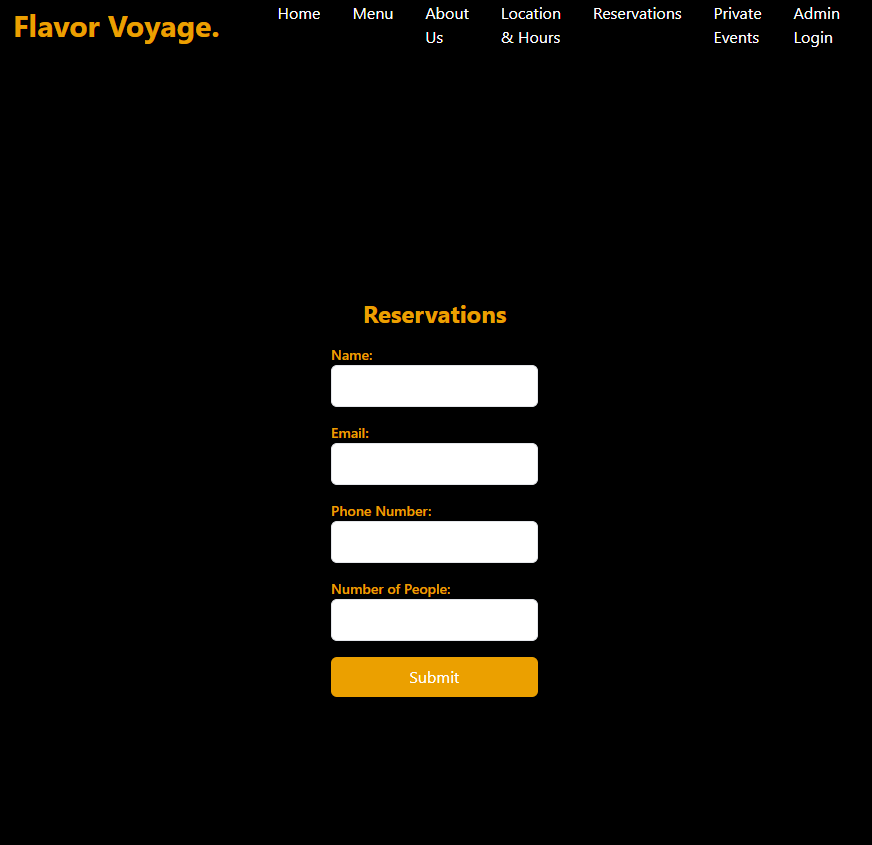 Flavor Voyage.
Home
Menu
About
Us
Location
& Hours
Reservations
Private
Events
Admin
Login
Reservations
Name:
Email:
Phone Number:
Number of People:
Submit